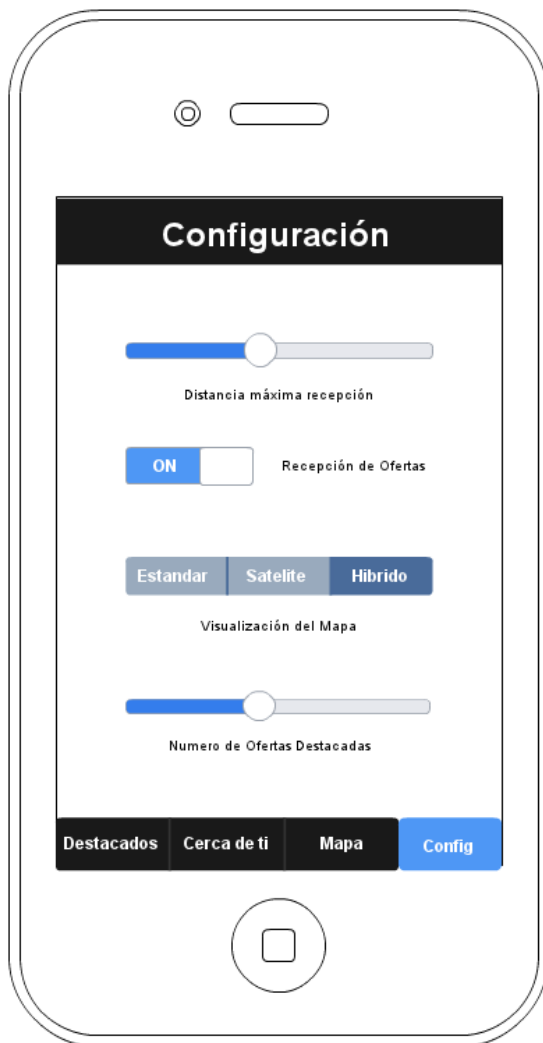 Configuración
Distancia máxima recepción
ON
Recepción de Ofertas
Estandar Satelite Hibrido
Visualización del Mapa
Numero de Ofertas Destacadas
Destacados Cerca de ti Mapa Config